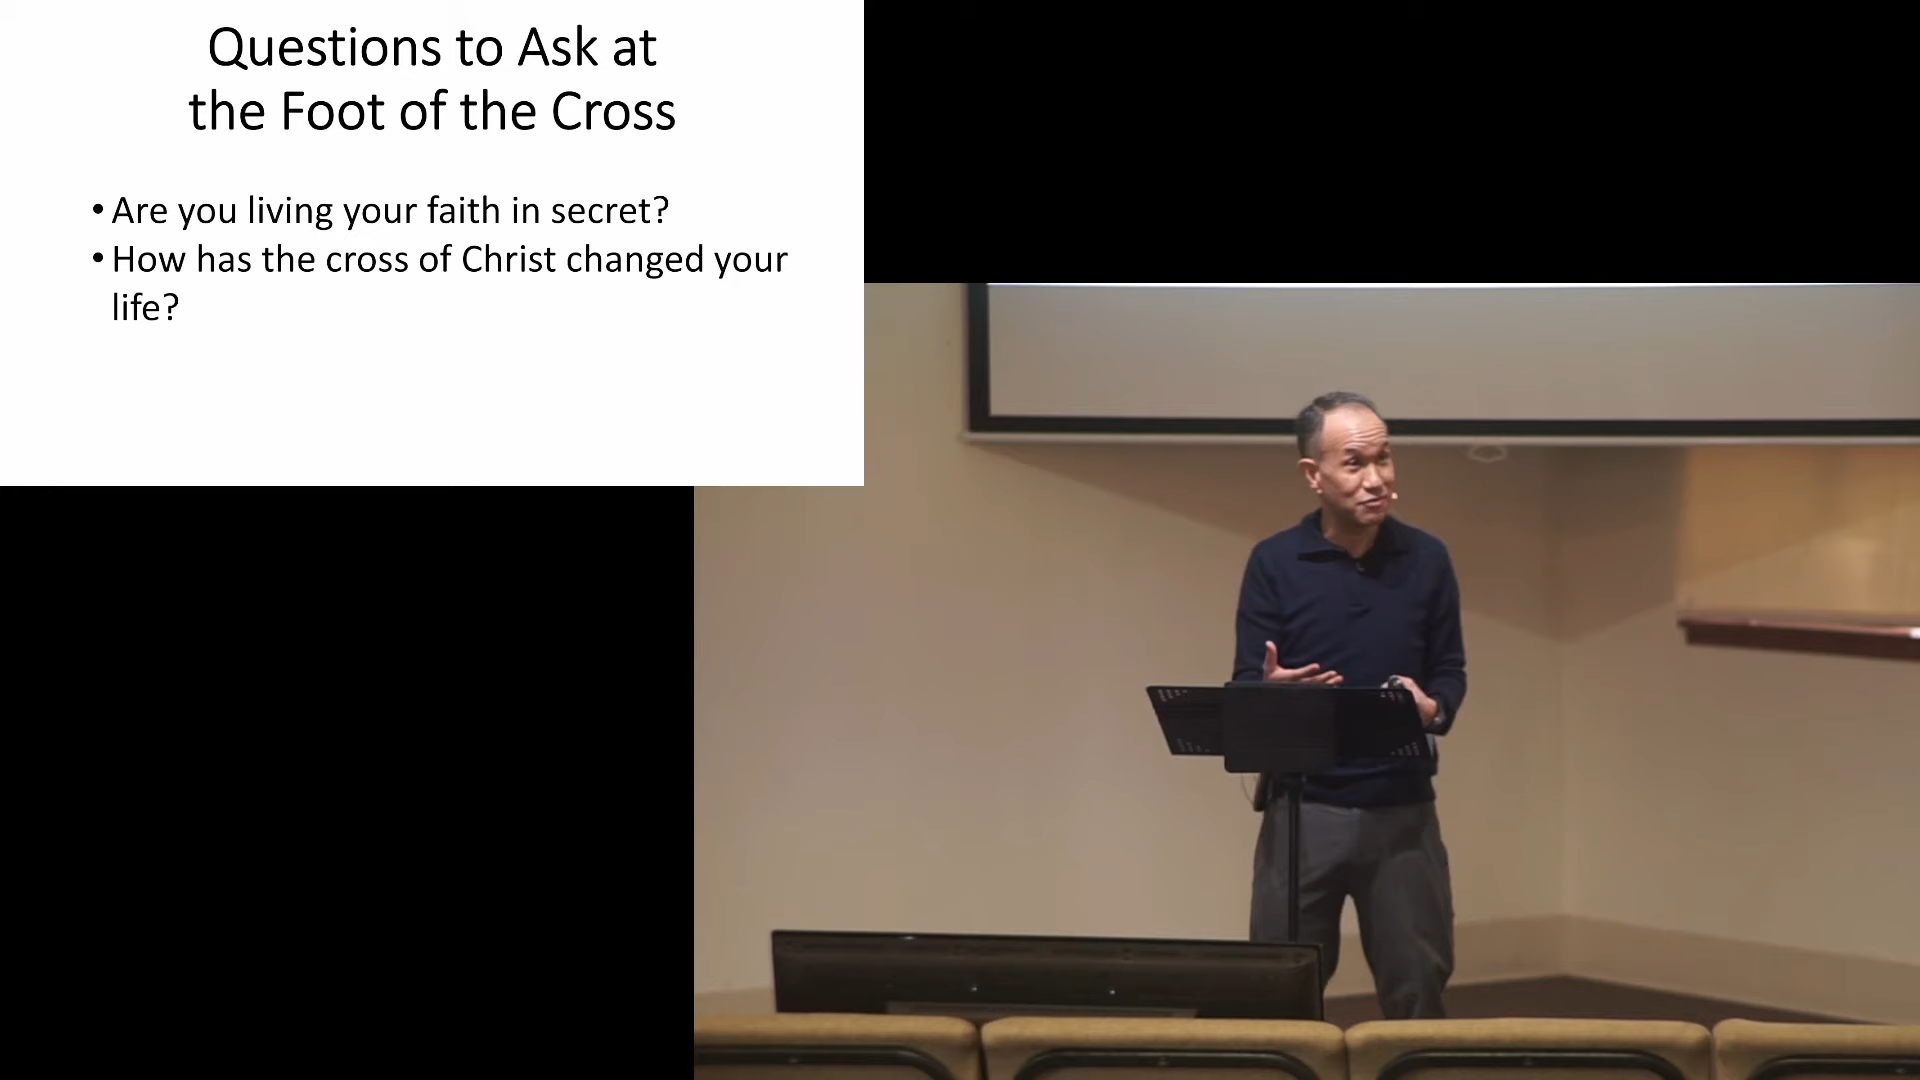 Questions to Ask at
the Foot of the Cross
• Are you living your faith in secret?
• How has the cross of Christ changed your
life?